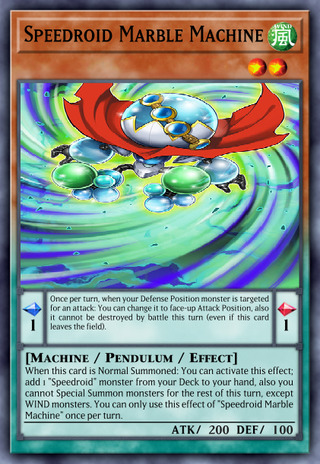 Speedroid Marble Machine
WIND
風
Once per turn, when your Defense Position monster is targeted
for an attack: You can change it to face-up Attack Position, also
it cannot be destroyed by battle this turn (even if this card
leaves the field).
1
1
[Machine / Pendulum / Effect]
When this card is Normal Summoned: You can activate this effect;
add 1 "Speedroid" monster from your Deck to your hand, also you
cannot Special Summon monsters for the rest of this turn, except
WIND monsters. You can only use this effect of "Speedroid Marble
Machine" once per turn.
ATK/ 200 DEF/ 100